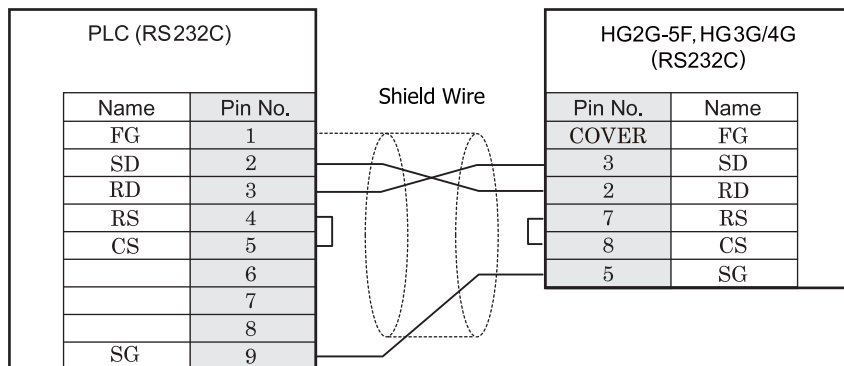 PLC (RS232C)
HG2G-5F, HG3G/4G
(RS232C)
Shield Wire
Name Pin No.
FG 1
SD 2
RD 3
RS 4
CS 5
6
7
8
SG 9
Pin No. Name
COVER FG
3 SD
2 RD
7 RS
8 CS
5 SG